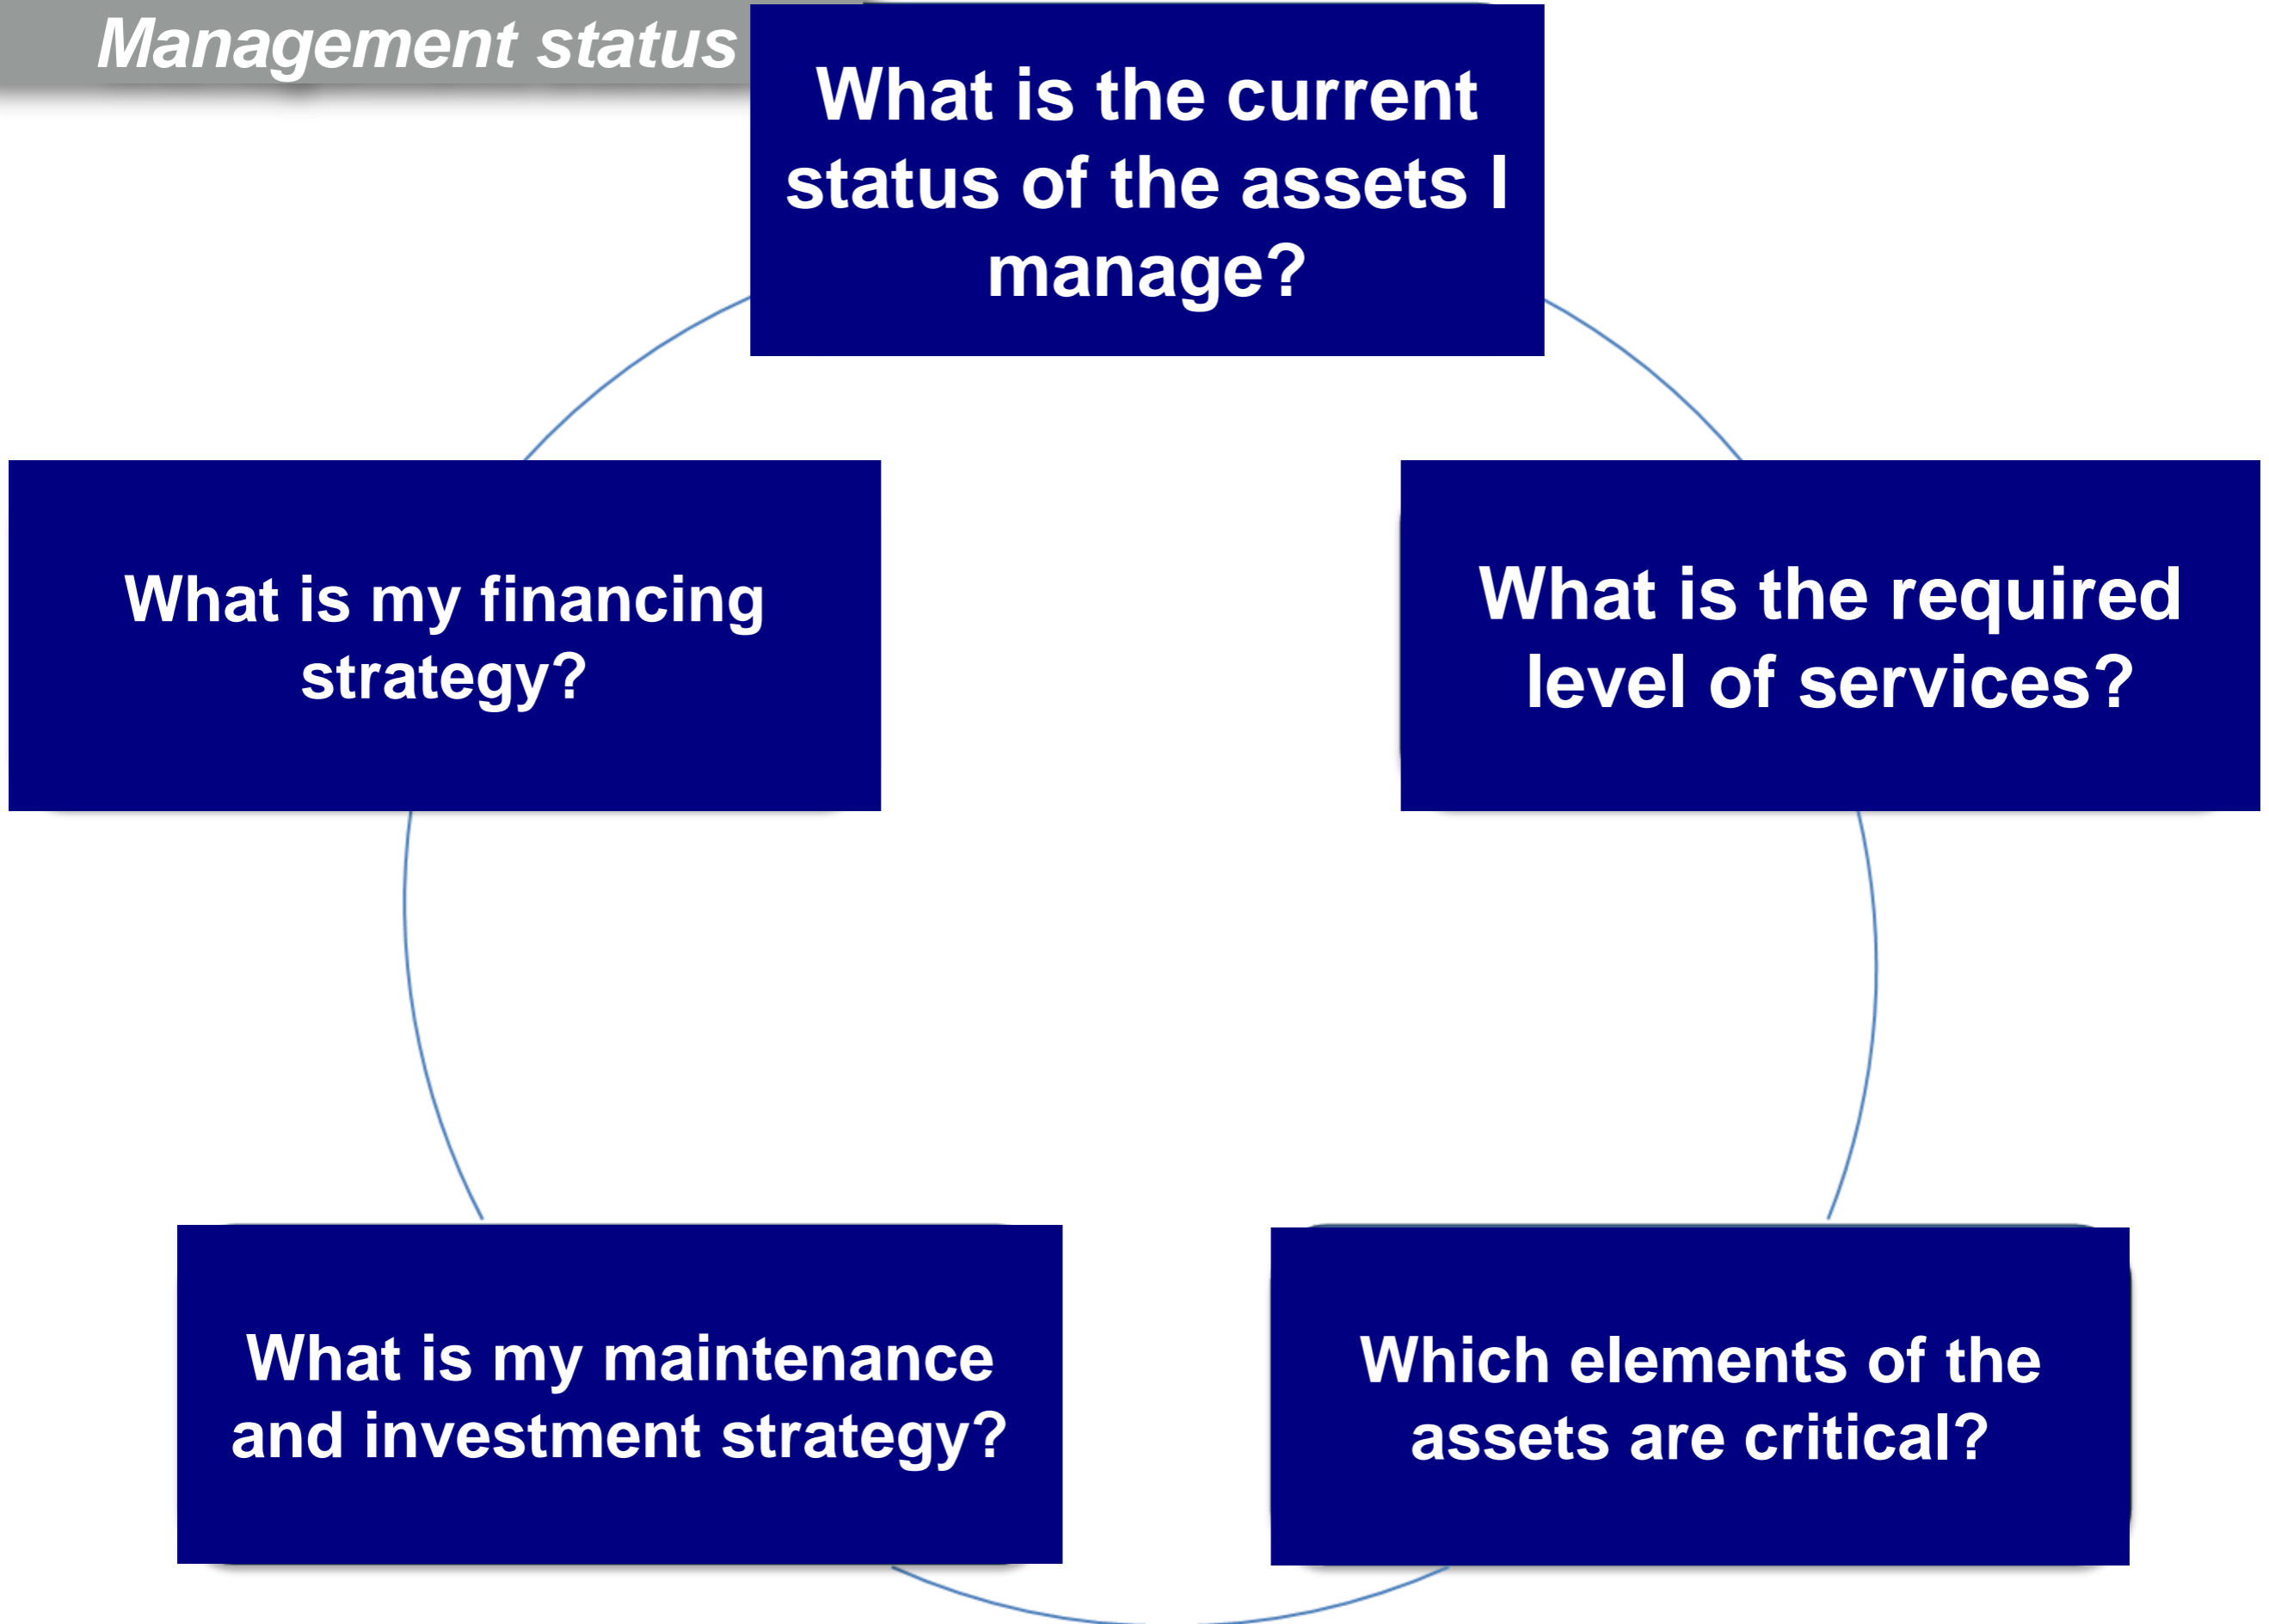 Management status
What is the current
status of the assets I
manage?
What is my financing
strategy?
What is the required
level of services?
What is my maintenance
and investment strategy?
Which elements of the
assets are critical?